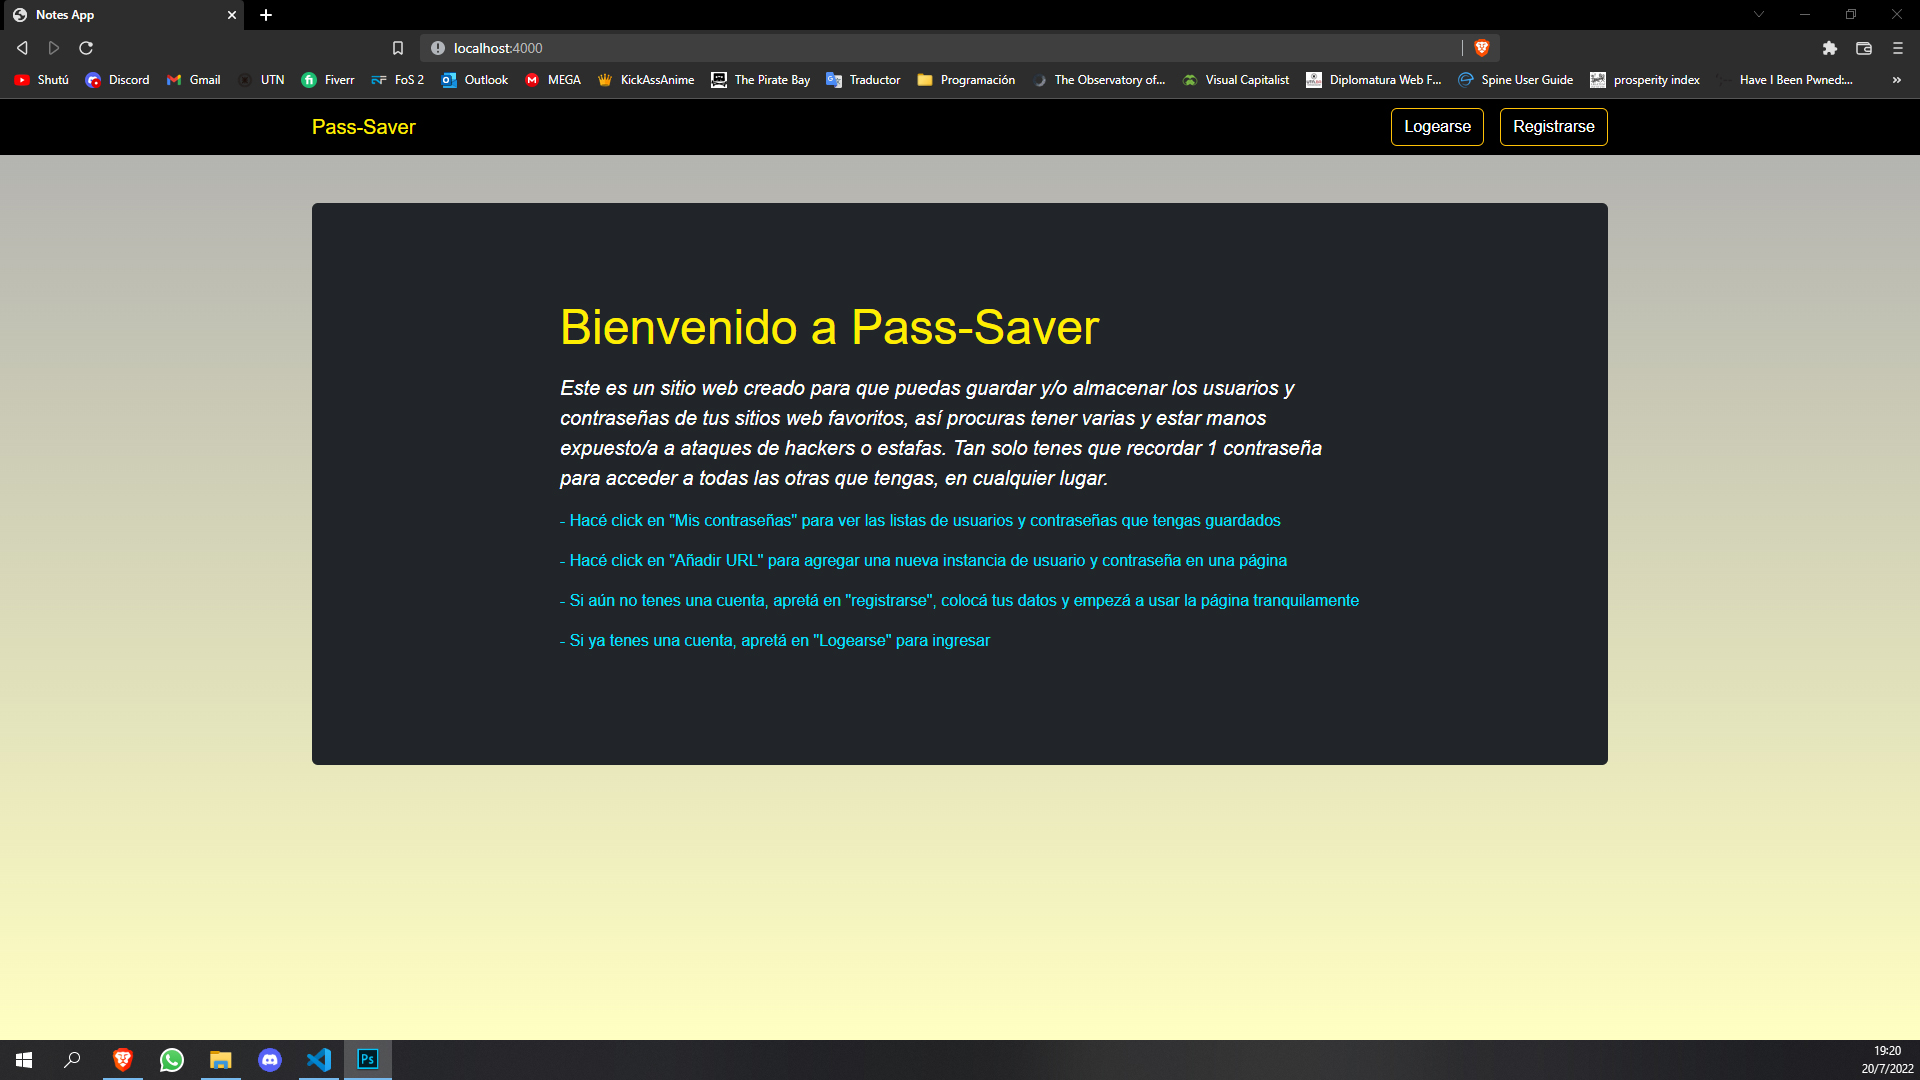 Notes App
localhost:4000
Shutú Discord Gmail UTN Fiverr FoS 2 Outlook MEGA KickAssAnime The Pirate Bay Traductor Programación The Observatory of... Visual Capitalist Diplomatura Web F... Spine User Guide prosperity index Have I Been Pwned:... »
Pass-Saver Logearse Registrarse
Bienvenido a Pass-Saver
Este es un sitio web creado para que puedas guardar y/o almacenar los usuarios y
contraseñas de tus sitios web favoritos, así procuras tener varias y estar manos
expuesto/a a ataques de hackers o estafas. Tan solo tenes que recordar 1 contraseña
para acceder a todas las otras que tengas, en cualquier lugar.
- Hacé click en "Mis contraseñas" para ver las listas de usuarios y contraseñas que tengas guardados
- Hacé click en "Añadir URL" para agregar una nueva instancia de usuario y contraseña en una página
- Si aún no tenes una cuenta, apretá en "registrarse", colocá tus datos y empezá a usar la página tranquilamente
- Si ya tenes una cuenta, apretá en "Logearse" para ingresar
Ps
19:20
20/7/2022